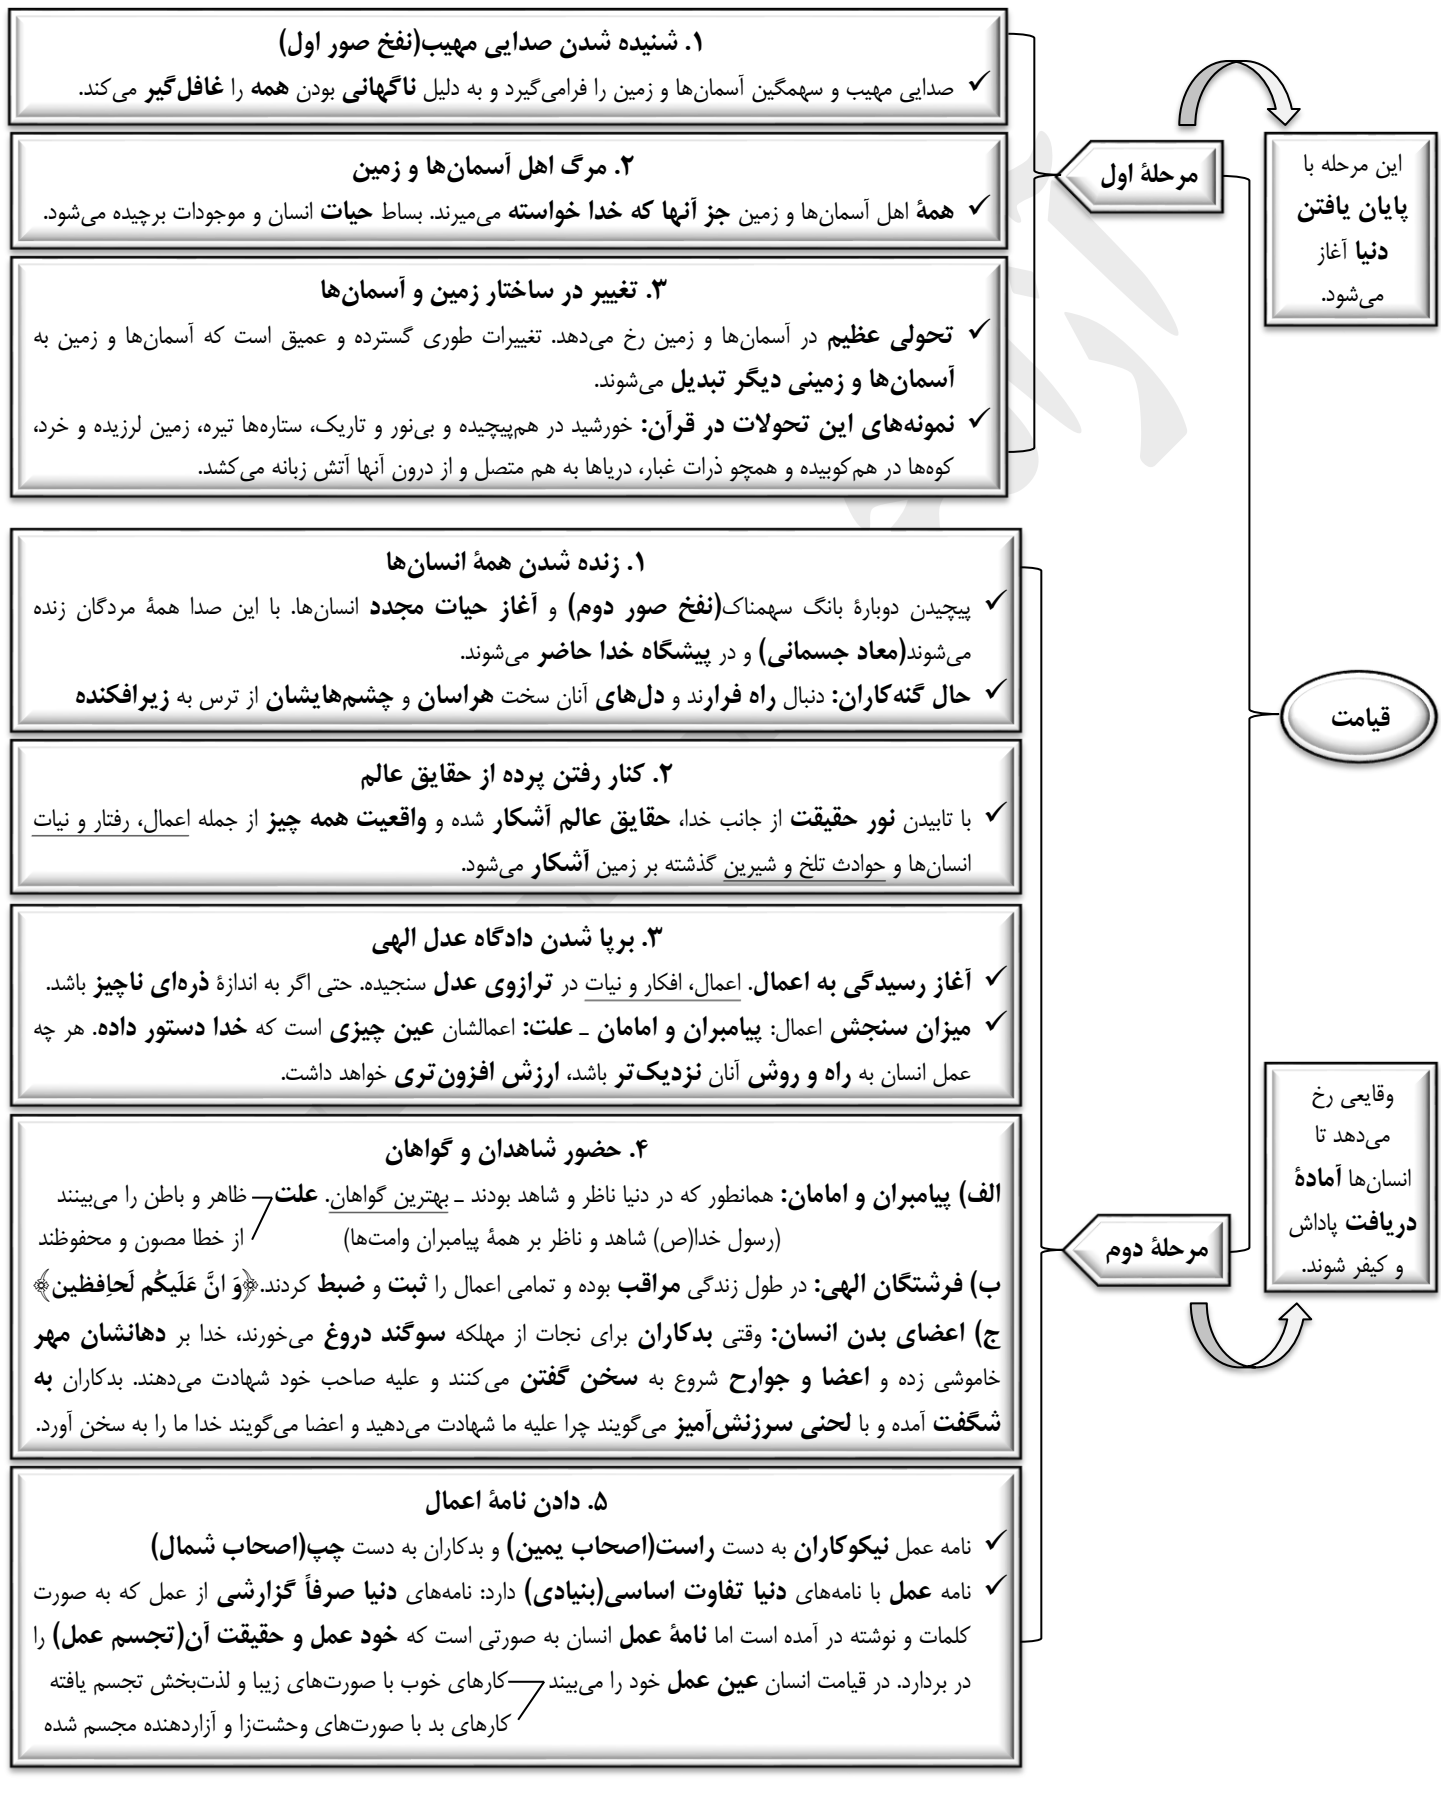 ۱. شنیده شدن صدایی مهیب(نفخ صور اول)
✓ صدایی مهیب و سهمگین آسمان‌ها و زمین را فرامی‌گیرد و به دلیل ناگهانی بودن همه را غافل‌گیر می‌کند.
۲. مرگ اهل آسمان‌ها و زمین
✓ همهٔ اهل آسمان‌ها و زمین جز آنها که خدا خواسته می‌میرند. بساط حیات انسان و موجودات برچیده می‌شود.
۳. تغییر در ساختار زمین و آسمان‌ها
✓ تحولی عظیم در آسمان‌ها و زمین رخ می‌دهد. تغییرات طوری گسترده و عمیق است که آسمان‌ها و زمین به
آسمان‌ها و زمینی دیگر تبدیل می‌شوند.
✓ نمونه‌های این تحولات در قرآن: خورشید در هم‌پیچیده و بی‌نور و تاریک، ستاره‌ها تیره، زمین لرزیده و خرد،
کوه‌ها در هم‌کوبیده و همچو ذرات غبار، دریاها به هم متصل و از درون آنها آتش زبانه می‌کشد.
مرحلهٔ اول
این مرحله با
پایان یافتن
دنیا آغاز
می‌شود.
قیامت
۱. زنده شدن همهٔ انسان‌ها
✓ پیچیدن دوبارهٔ بانگ سهمناک(نفخ صور دوم) و آغاز حیات مجدد انسان‌ها. با این صدا همهٔ مردگان زنده
می‌شوند(معاد جسمانی) و در پیشگاه خدا حاضر می‌شوند.
✓ حال گنه‌کاران: دنبال راه فرارند و دل‌های آنان سخت هراسان و چشم‌هایشان از ترس به زیرافکنده
۲. کنار رفتن پرده از حقایق عالم
✓ با تابیدن نور حقیقت از جانب خدا، حقایق عالم آشکار شده و واقعیت همه چیز از جمله اعمال، رفتار و نیات
انسان‌ها و حوادث تلخ و شیرین گذشته بر زمین آشکار می‌شود.
۳. برپا شدن دادگاه عدل الهی
✓ آغاز رسیدگی به اعمال. اعمال، افکار و نیات در ترازوی عدل سنجیده. حتی اگر به اندازهٔ ذره‌ای ناچیز باشد.
✓ میزان سنجش اعمال: پیامبران و امامان ـ علت: اعمالشان عین چیزی است که خدا دستور داده. هر چه
عمل انسان به راه و روش آنان نزدیک‌تر باشد، ارزش افزون‌تری خواهد داشت.
۴. حضور شاهدان و گواهان
الف) پیامبران و امامان: همانطور که در دنیا ناظر و شاهد بودند ـ بهترین گواهان. علت ظاهر و باطن را می‌بینند
(رسول خدا(ص) شاهد و ناظر بر همهٔ پیامبران وامت‌ها) از خطا مصون و محفوظند
ب) فرشتگان الهی: در طول زندگی مراقب بوده و تمامی اعمال را ثبت و ضبط کردند.﴿وَ انَّ عَلَیکُم لَحافِظین﴾
ج) اعضای بدن انسان: وقتی بدکاران برای نجات از مهلکه سوگند دروغ می‌خورند، خدا بر دهانشان مهر
خاموشی زده و اعضا و جوارح شروع به سخن گفتن می‌کنند و علیه صاحب خود شهادت می‌دهند. بدکاران به
شگفت آمده و با لحنی سرزنش‌آمیز می‌گویند چرا علیه ما شهادت می‌دهید و اعضا می‌گویند خدا ما را به سخن آورد.
۵. دادن نامهٔ اعمال
✓ نامه عمل نیکوکاران به دست راست(اصحاب یمین) و بدکاران به دست چپ(اصحاب شمال)
✓ نامه عمل با نامه‌های دنیا تفاوت اساسی(بنیادی) دارد: نامه‌های دنیا صرفاً گزارشی از عمل که به صورت
کلمات و نوشته در آمده است اما نامهٔ عمل انسان به صورتی است که خود عمل و حقیقت آن(تجسم عمل) را
در بردارد. در قیامت انسان عین عمل خود را می‌بیند کارهای خوب با صورت‌های زیبا و لذت‌بخش تجسم یافته
کارهای بد با صورت‌های وحشت‌زا و آزاردهنده مجسم شده
مرحلهٔ دوم
وقایعی رخ
می‌دهد تا
انسان‌ها آمادهٔ
دریافت پاداش
و کیفر شوند.